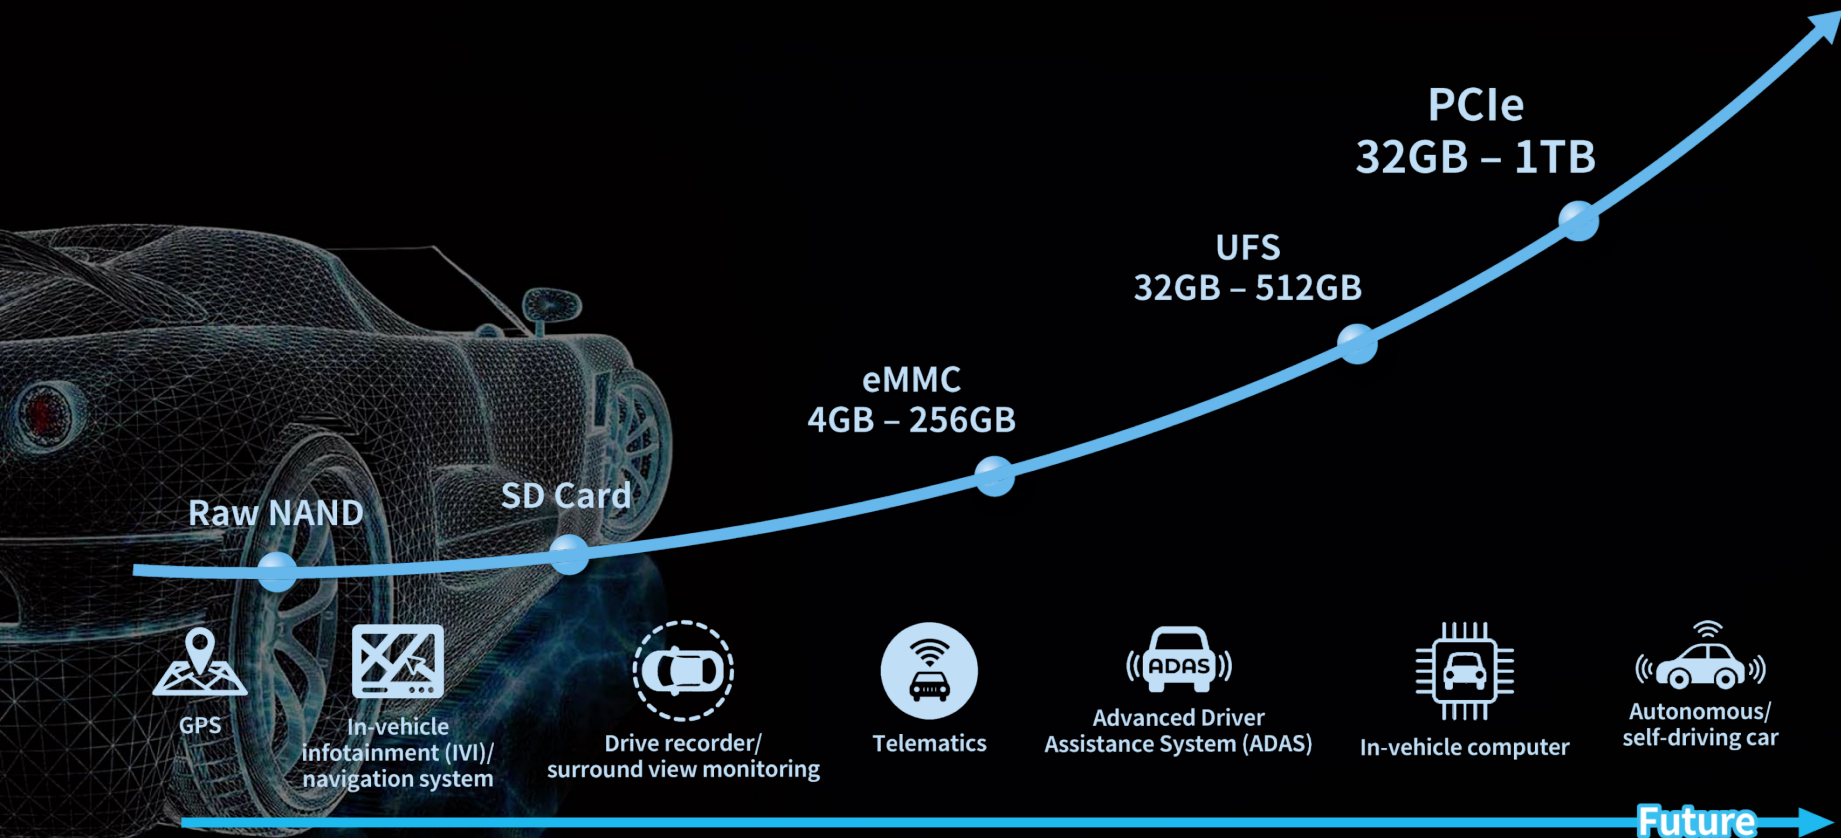 PCIe
32GB – 1TB
UFS
32GB – 512GB
eMMC
4GB – 256GB
SD Card
Raw NAND
GPS
In-vehicle
infotainment (IVI)/
navigation system
Drive recorder/
surround view monitoring
Telematics
ADAS
Advanced Driver
Assistance System (ADAS)
In-vehicle computer
Autonomous/
self-driving car
Future